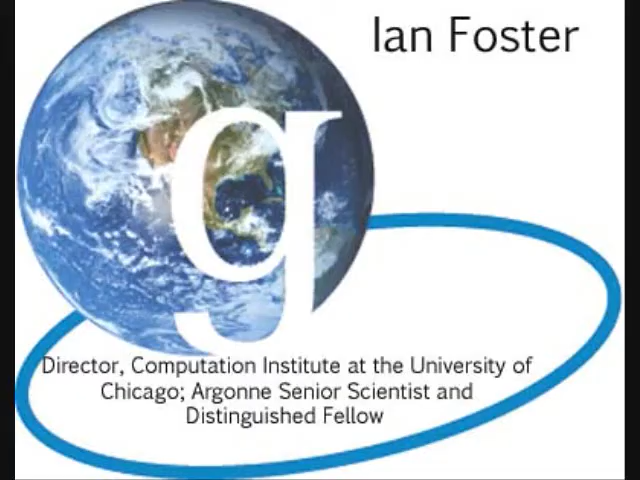 Ian Foster
g
Director, Computation Institute at the University of
Chicago; Argonne Senior Scientist and
Distinguished Fellow